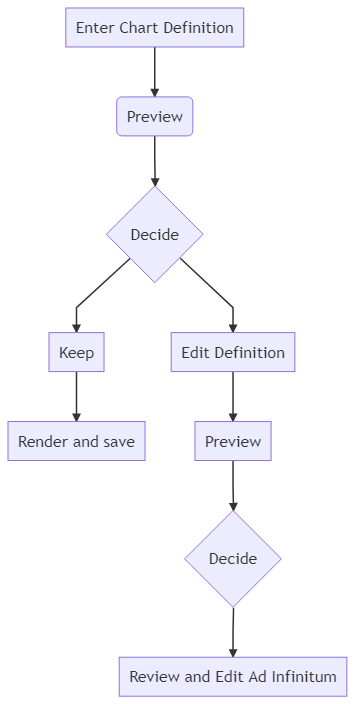 Enter Chart Definition
Preview
Decide
Keep
Edit Definition
Render and save
Preview
Decide
Review and Edit Ad Infinitum